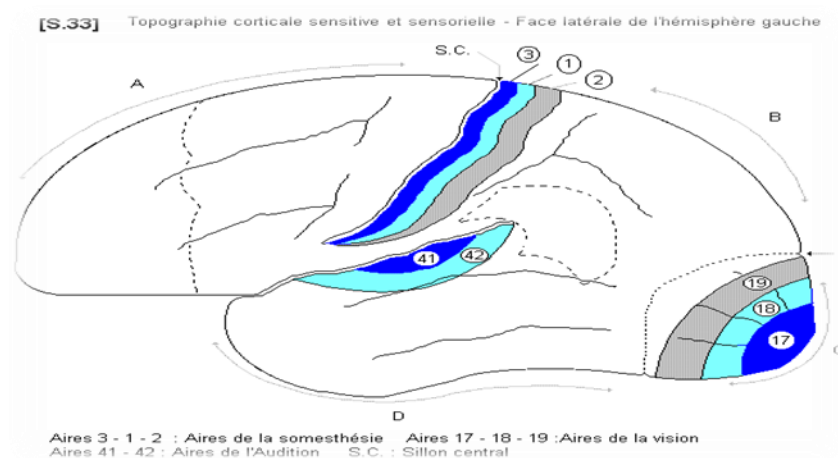 [S.33] Topographie corticale sensitive et sensorielle - Face latérale de l'hémisphère gauche
S.C.
3
1
2
A
B
41
42
19
18
17
C
D
Aires 3 - 1 - 2 : Aires de la somesthésie Aires 17 - 18 - 19 :Aires de la vision
Aires 41 - 42 : Aires de l'Audition S.C. : Sillon central